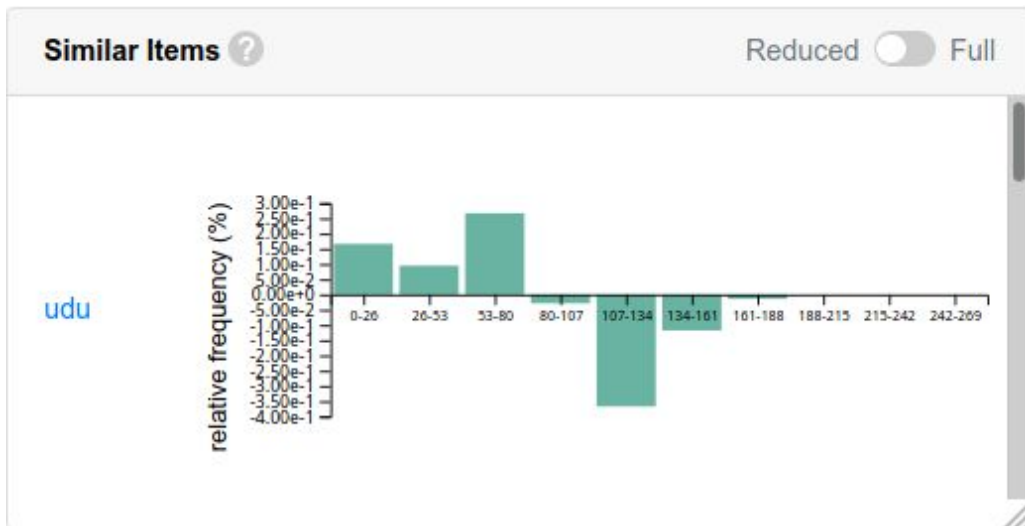 Similar Items ?
Reduced Full
udu
relative frequency (%)
3.00e-1
2.50e-1
2.00e-1
1.50e-1
1.00e-1
5.00e-2
0.00e+0
-5.00e-2
-1.00e-1
-1.50e-1
-2.00e-1
-2.50e-1
-3.00e-1
-3.50e-1
-4.00e-1
0-26 26-53 53-80 80-107 107-134 134-161 161-188 188-215 215-242 242-269